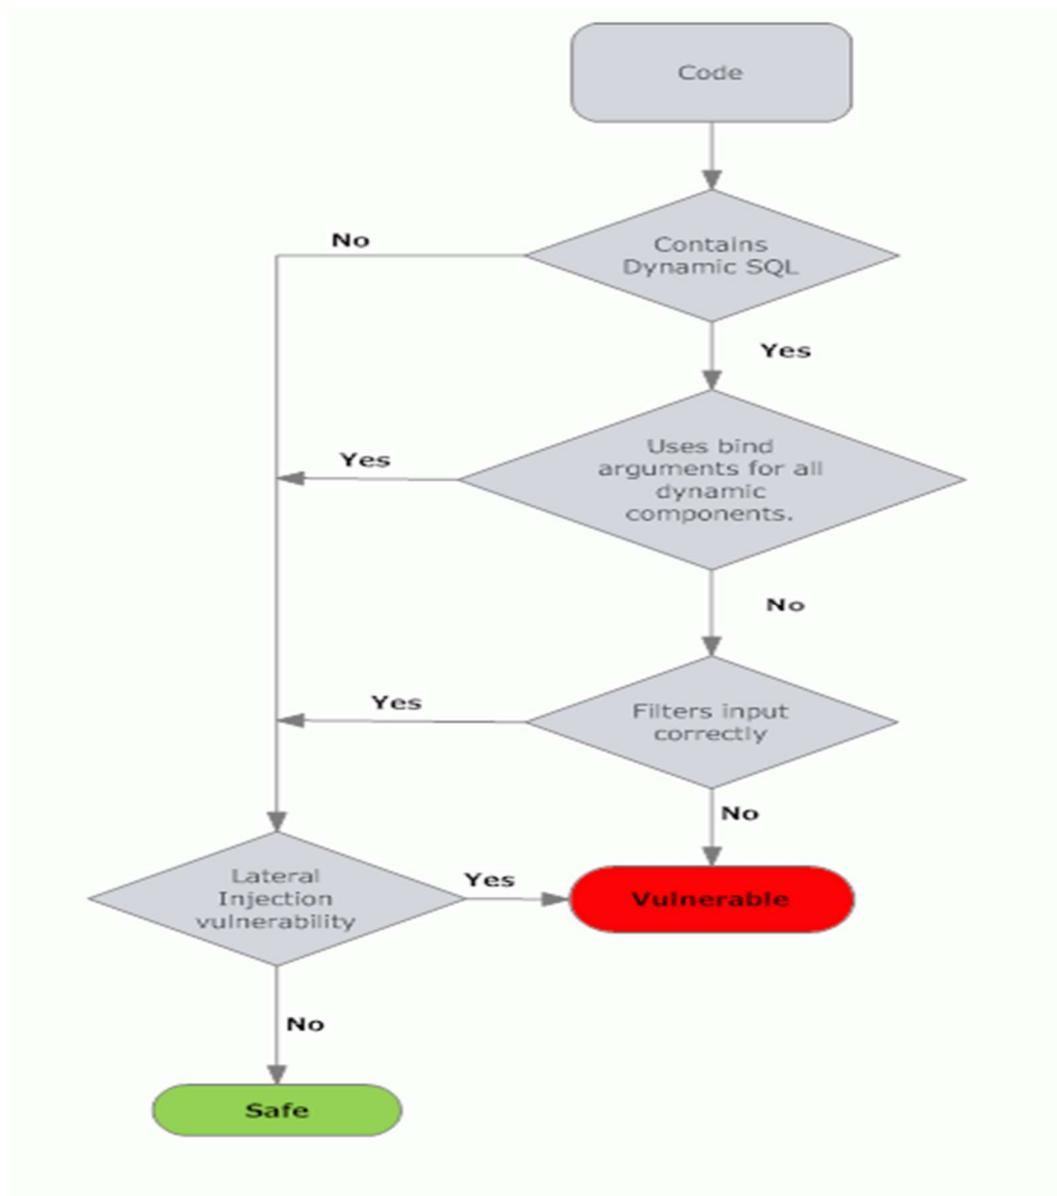 Code
No
Contains
Dynamic SQL
Yes
Yes
Uses bind
arguments for all
dynamic
components.
No
Yes
Filters input
correctly
No
Lateral
Injection
vulnerability
Yes
Vulnerable
No
Safe